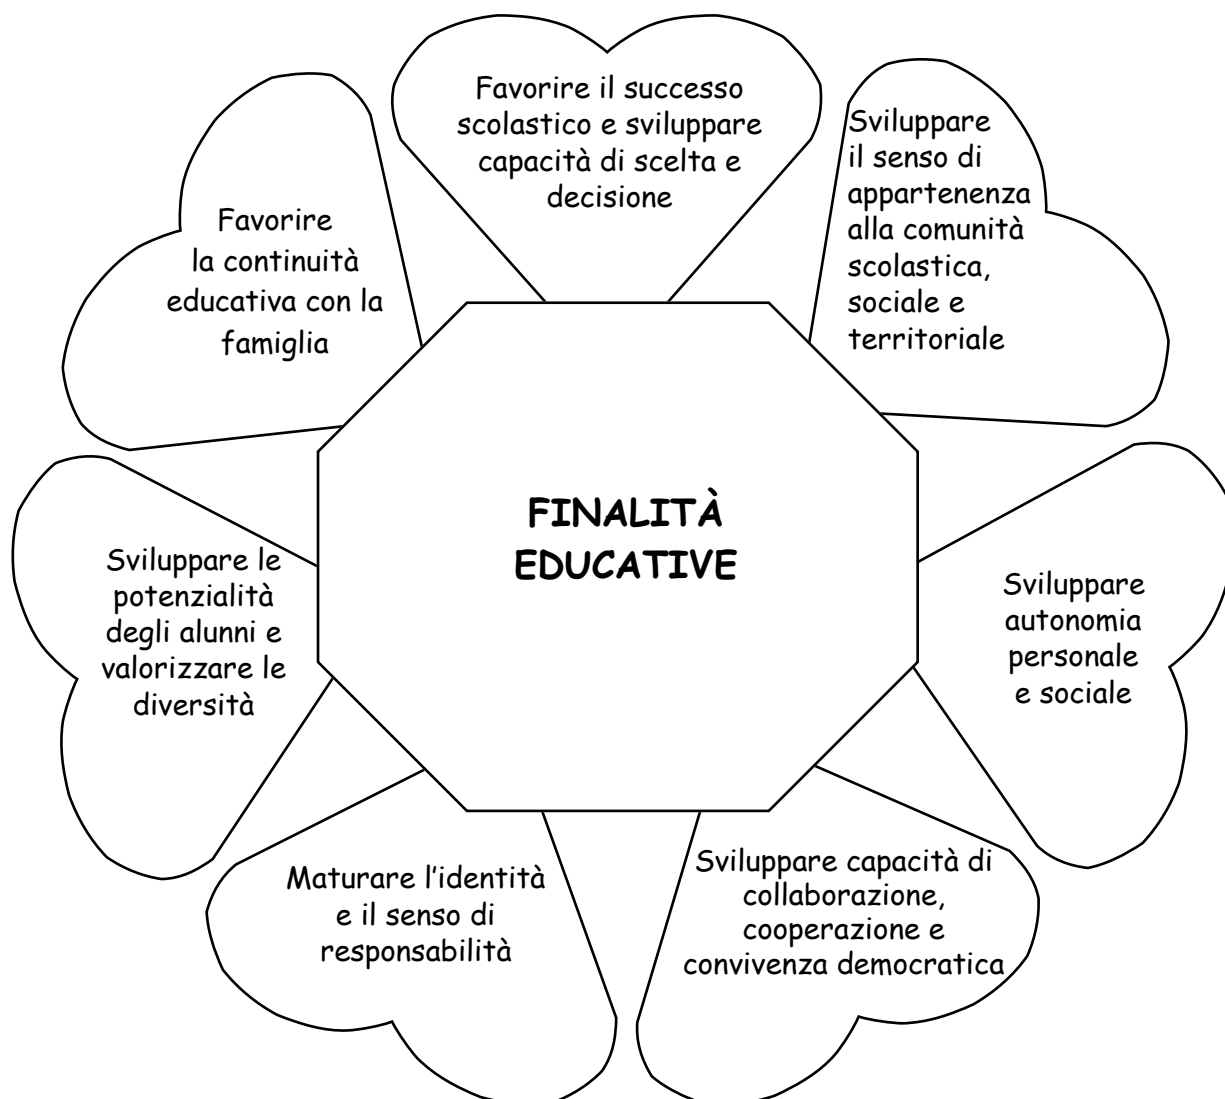 Favorire il successo
scolastico e sviluppare
capacità di scelta e
decisione
Sviluppare
il senso di
appartenenza
alla comunità
scolastica,
sociale e
territoriale
Favorire
la continuità
educativa con la
famiglia
FINALITÀ
EDUCATIVE
Sviluppare le
potenzialità
degli alunni e
valorizzare le
diversità
Sviluppare
autonomia
personale
e sociale
Maturare l'identità
e il senso di
responsabilità
Sviluppare capacità di
collaborazione,
cooperazione e
convivenza democratica